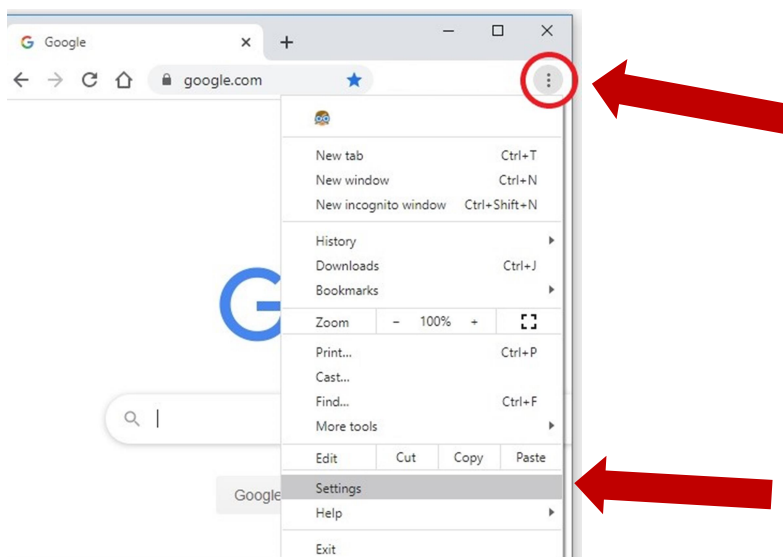 Google
google.com
New tab Ctrl+T
New window Ctrl+N
New incognito window Ctrl+Shift+N
History
Downloads Ctrl+J
Bookmarks
Zoom - 100% +
Print... Ctrl+P
Cast...
Find... Ctrl+F
More tools
Edit Cut Copy Paste
Google
Settings
Help
Exit